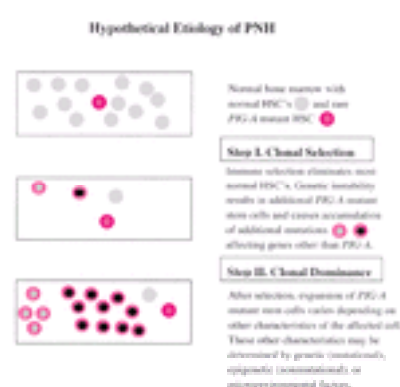 Hypothetical Etiology of PNH
Normal bone marrow with
normal HSC's and rare
PIG-A mutant HSC
Step I. Clonal Selection
Immune selection eliminates most
normal HSC's. Genetic instability
results in additional PIG-A mutant
stem cells and causes accumulation
of additional mutations
affecting genes other than PIG-A.
Step II. Clonal Dominance
After selection, expansion of PIG-A
mutant stem cells varies depending on
other characteristics of the affected cell.
These other characteristics may be
determined by genetic (mutational),
epigenetic (nonmutational) or
microenvironmental factors.